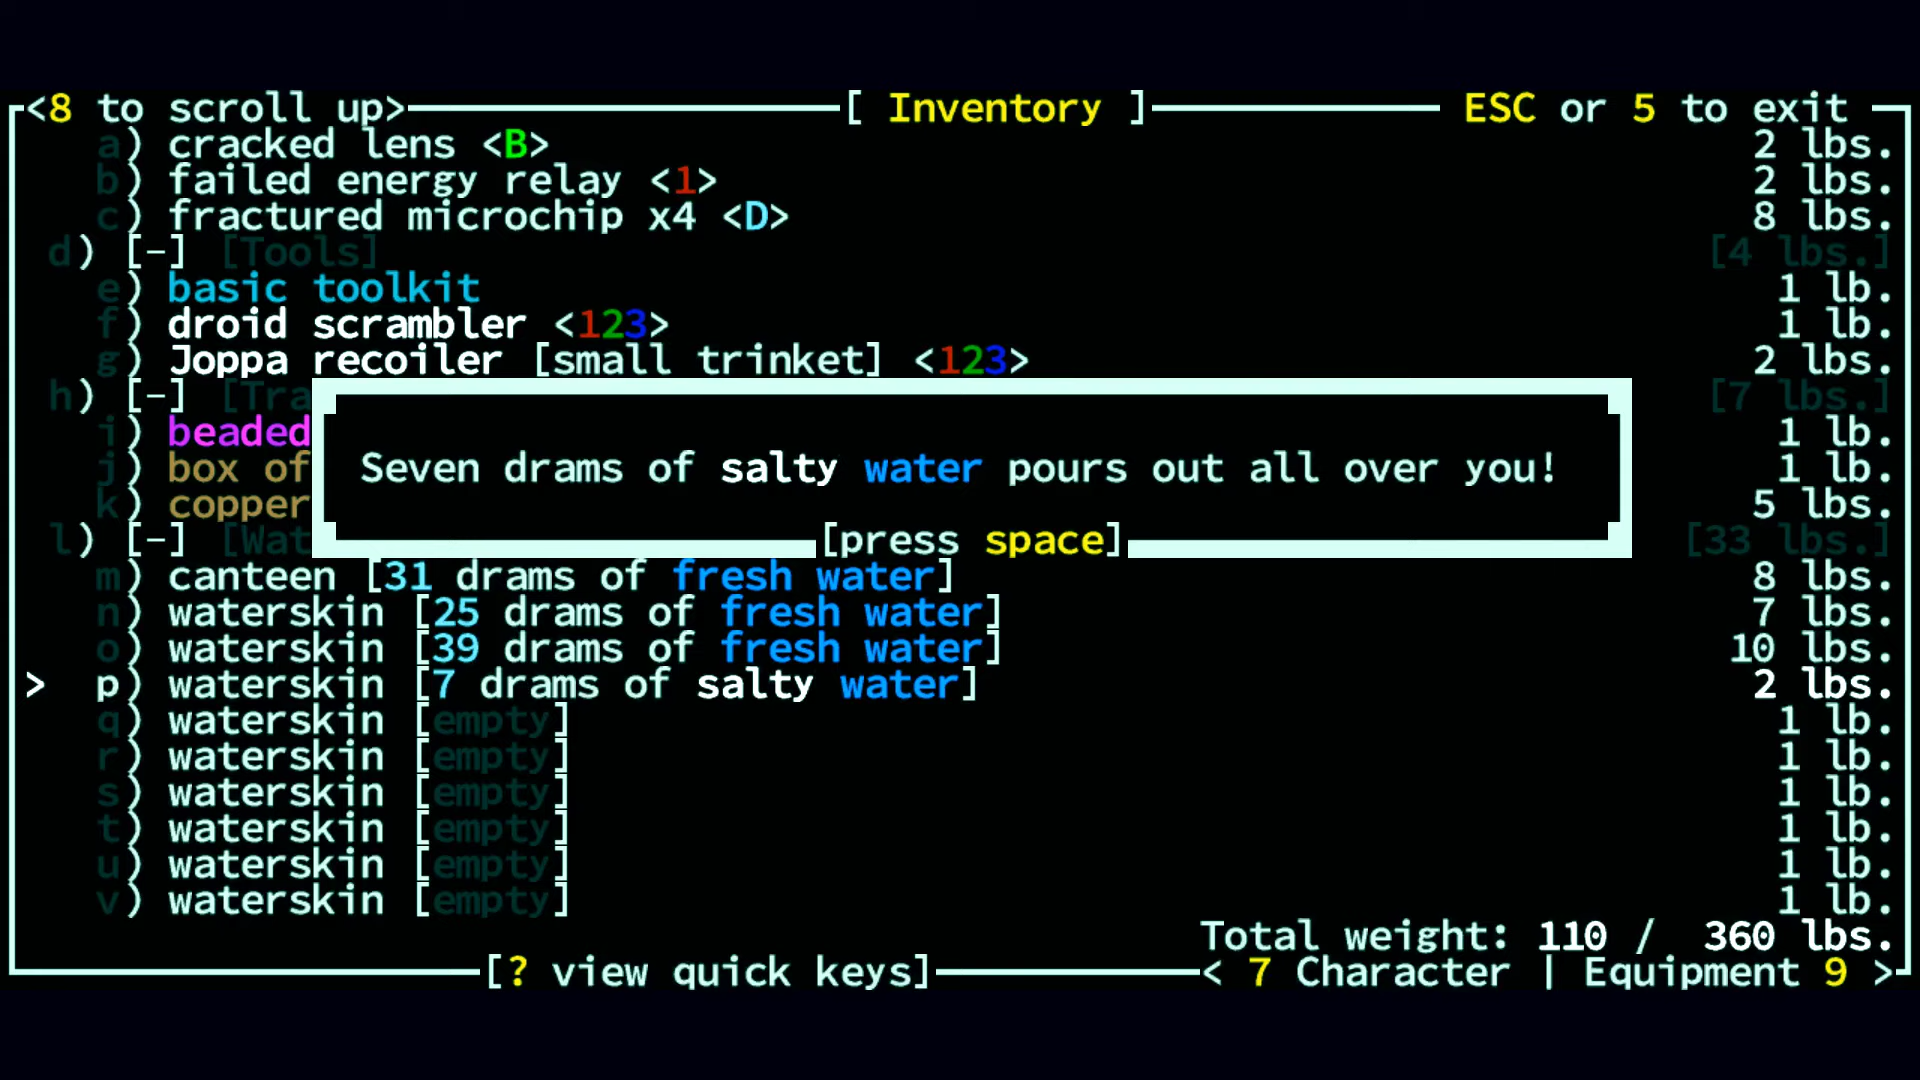 <8 to scroll up> [ Inventory ] ESC or 5 to exit
a) cracked lens <B> 2 lbs.
b) failed energy relay <1> 2 lbs.
c) fractured microchip x4 <D> 8 lbs.
d) [-] [Tools] [4 lbs.]
e) basic toolkit 1 lb.
f) droid scrambler <123> 1 lb.
g) Joppa recoiler [small trinket] <123> 2 lbs.
h) [-] [Tra [7 lbs.]
i) beaded 1 lb.
j) box of 1 lb.
k) copper 5 lbs.
Seven drams of salty water pours out all over you!
[press space]
l) [-] [Wat [33 lbs.]
m) canteen [31 drams of fresh water] 8 lbs.
n) waterskin [25 drams of fresh water] 7 lbs.
o) waterskin [39 drams of fresh water] 10 lbs.
> p) waterskin [7 drams of salty water] 2 lbs.
q) waterskin [empty] 1 lb.
r) waterskin [empty] 1 lb.
s) waterskin [empty] 1 lb.
t) waterskin [empty] 1 lb.
u) waterskin [empty] 1 lb.
v) waterskin [empty] 1 lb.
Total weight: 110 / 360 lbs.
[? view quick keys] < 7 Character | Equipment 9 >